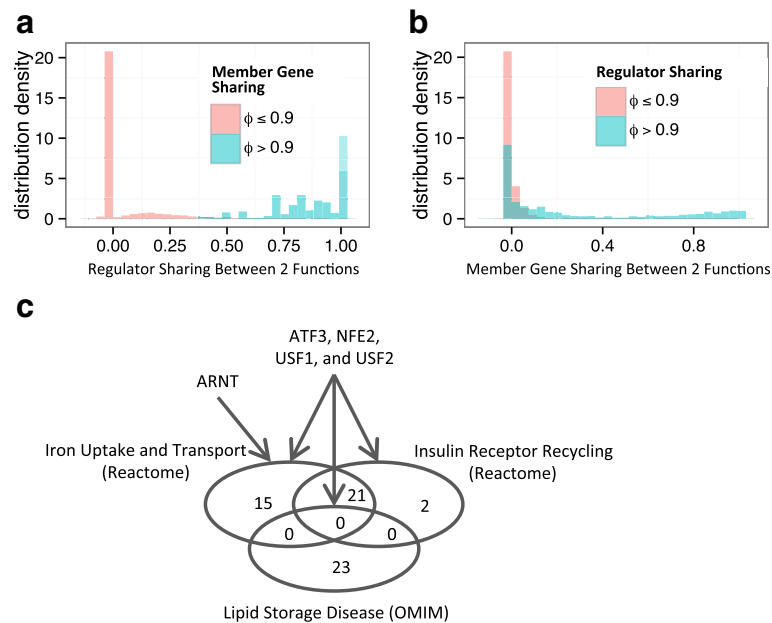 a
distribution density
20
15
10
5
0
0.00 0.25 0.50 0.75 1.00
Regulator Sharing Between 2 Functions
Member Gene
Sharing
ϕ ≤ 0.9
ϕ > 0.9
b
distribution density
20
15
10
5
0
0.0 0.4 0.8
Member Gene Sharing Between 2 Functions
Regulator Sharing
ϕ ≤ 0.9
ϕ > 0.9
c
ATF3, NFE2,
USF1, and USF2
ARNT
Iron Uptake and Transport
(Reactome)
Insulin Receptor Recycling
(Reactome)
15 21 2
0 0 0
23
Lipid Storage Disease (OMIM)